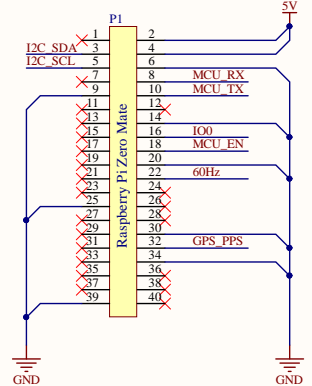 5V
P1
1 2
I2C_SDA 3 4
I2C_SCL 5 6
7 8 MCU_RX
9 10 MCU_TX
11 12
13 14
15 16 IO0
17 18 MCU_EN
19 20
21 22 60Hz
23 24
25 26
27 28
29 30
31 32 GPS_PPS
33 34
35 36
37 38
39 40
Raspberry Pi Zero Mate
GND GND